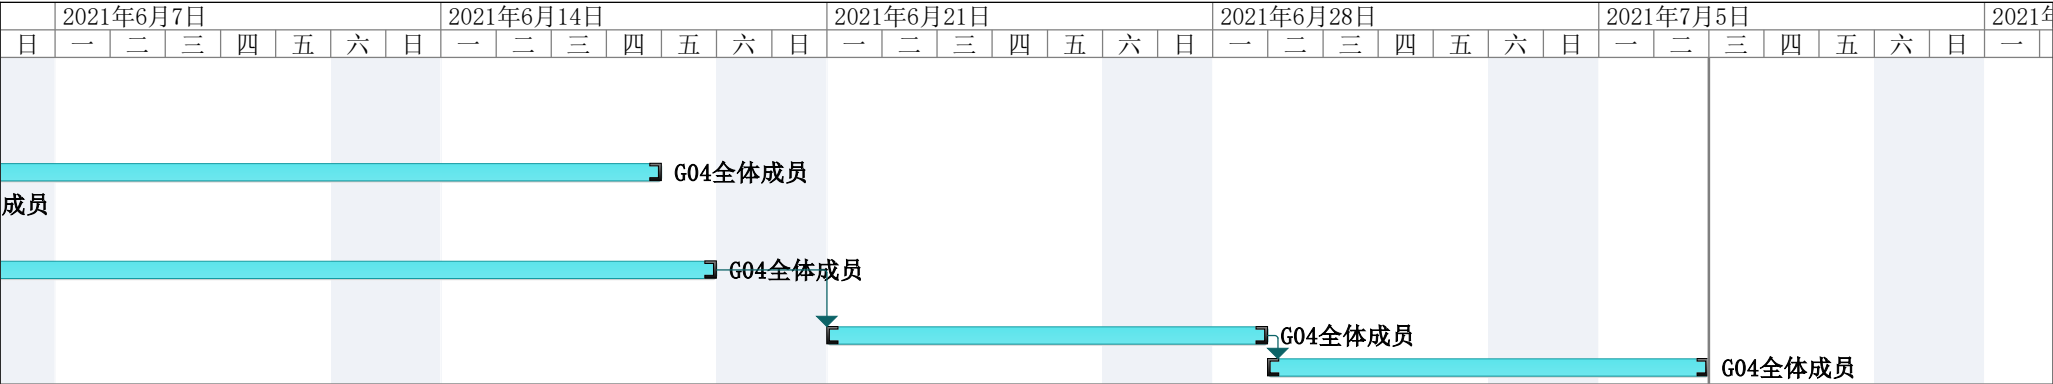 2021年6月7日 2021年6月14日 2021年6月21日 2021年6月28日 2021年7月5日 2021
日 一 二 三 四 五 六 日 一 二 三 四 五 六 日 一 二 三 四 五 六 日 一 二 三 四 五 六 日 一 二 三 四 五 六 日 一
G04全体成员
成员
G04全体成员
G04全体成员
G04全体成员